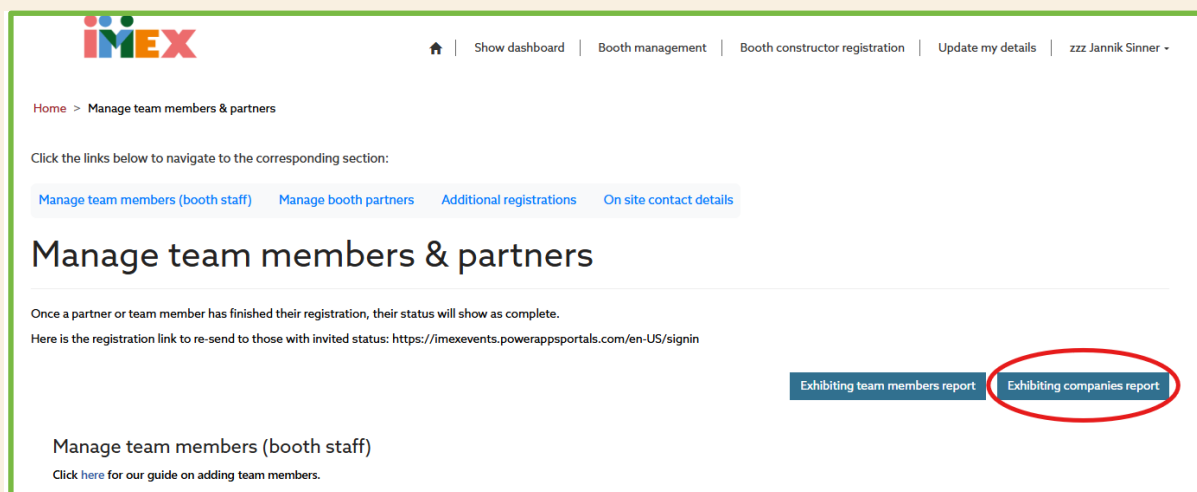 iMEX
Show dashboard | Booth management | Booth constructor registration | Update my details | zzz Jannik Sinner
Home > Manage team members & partners
Click the links below to navigate to the corresponding section:
Manage team members (booth staff) Manage booth partners Additional registrations On site contact details
Manage team members & partners
Once a partner or team member has finished their registration, their status will show as complete.
Here is the registration link to re-send to those with invited status: https://imexevents.powerappsportals.com/en-US/signin
Exhibiting team members report Exhibiting companies report
Manage team members (booth staff)
Click here for our guide on adding team members.